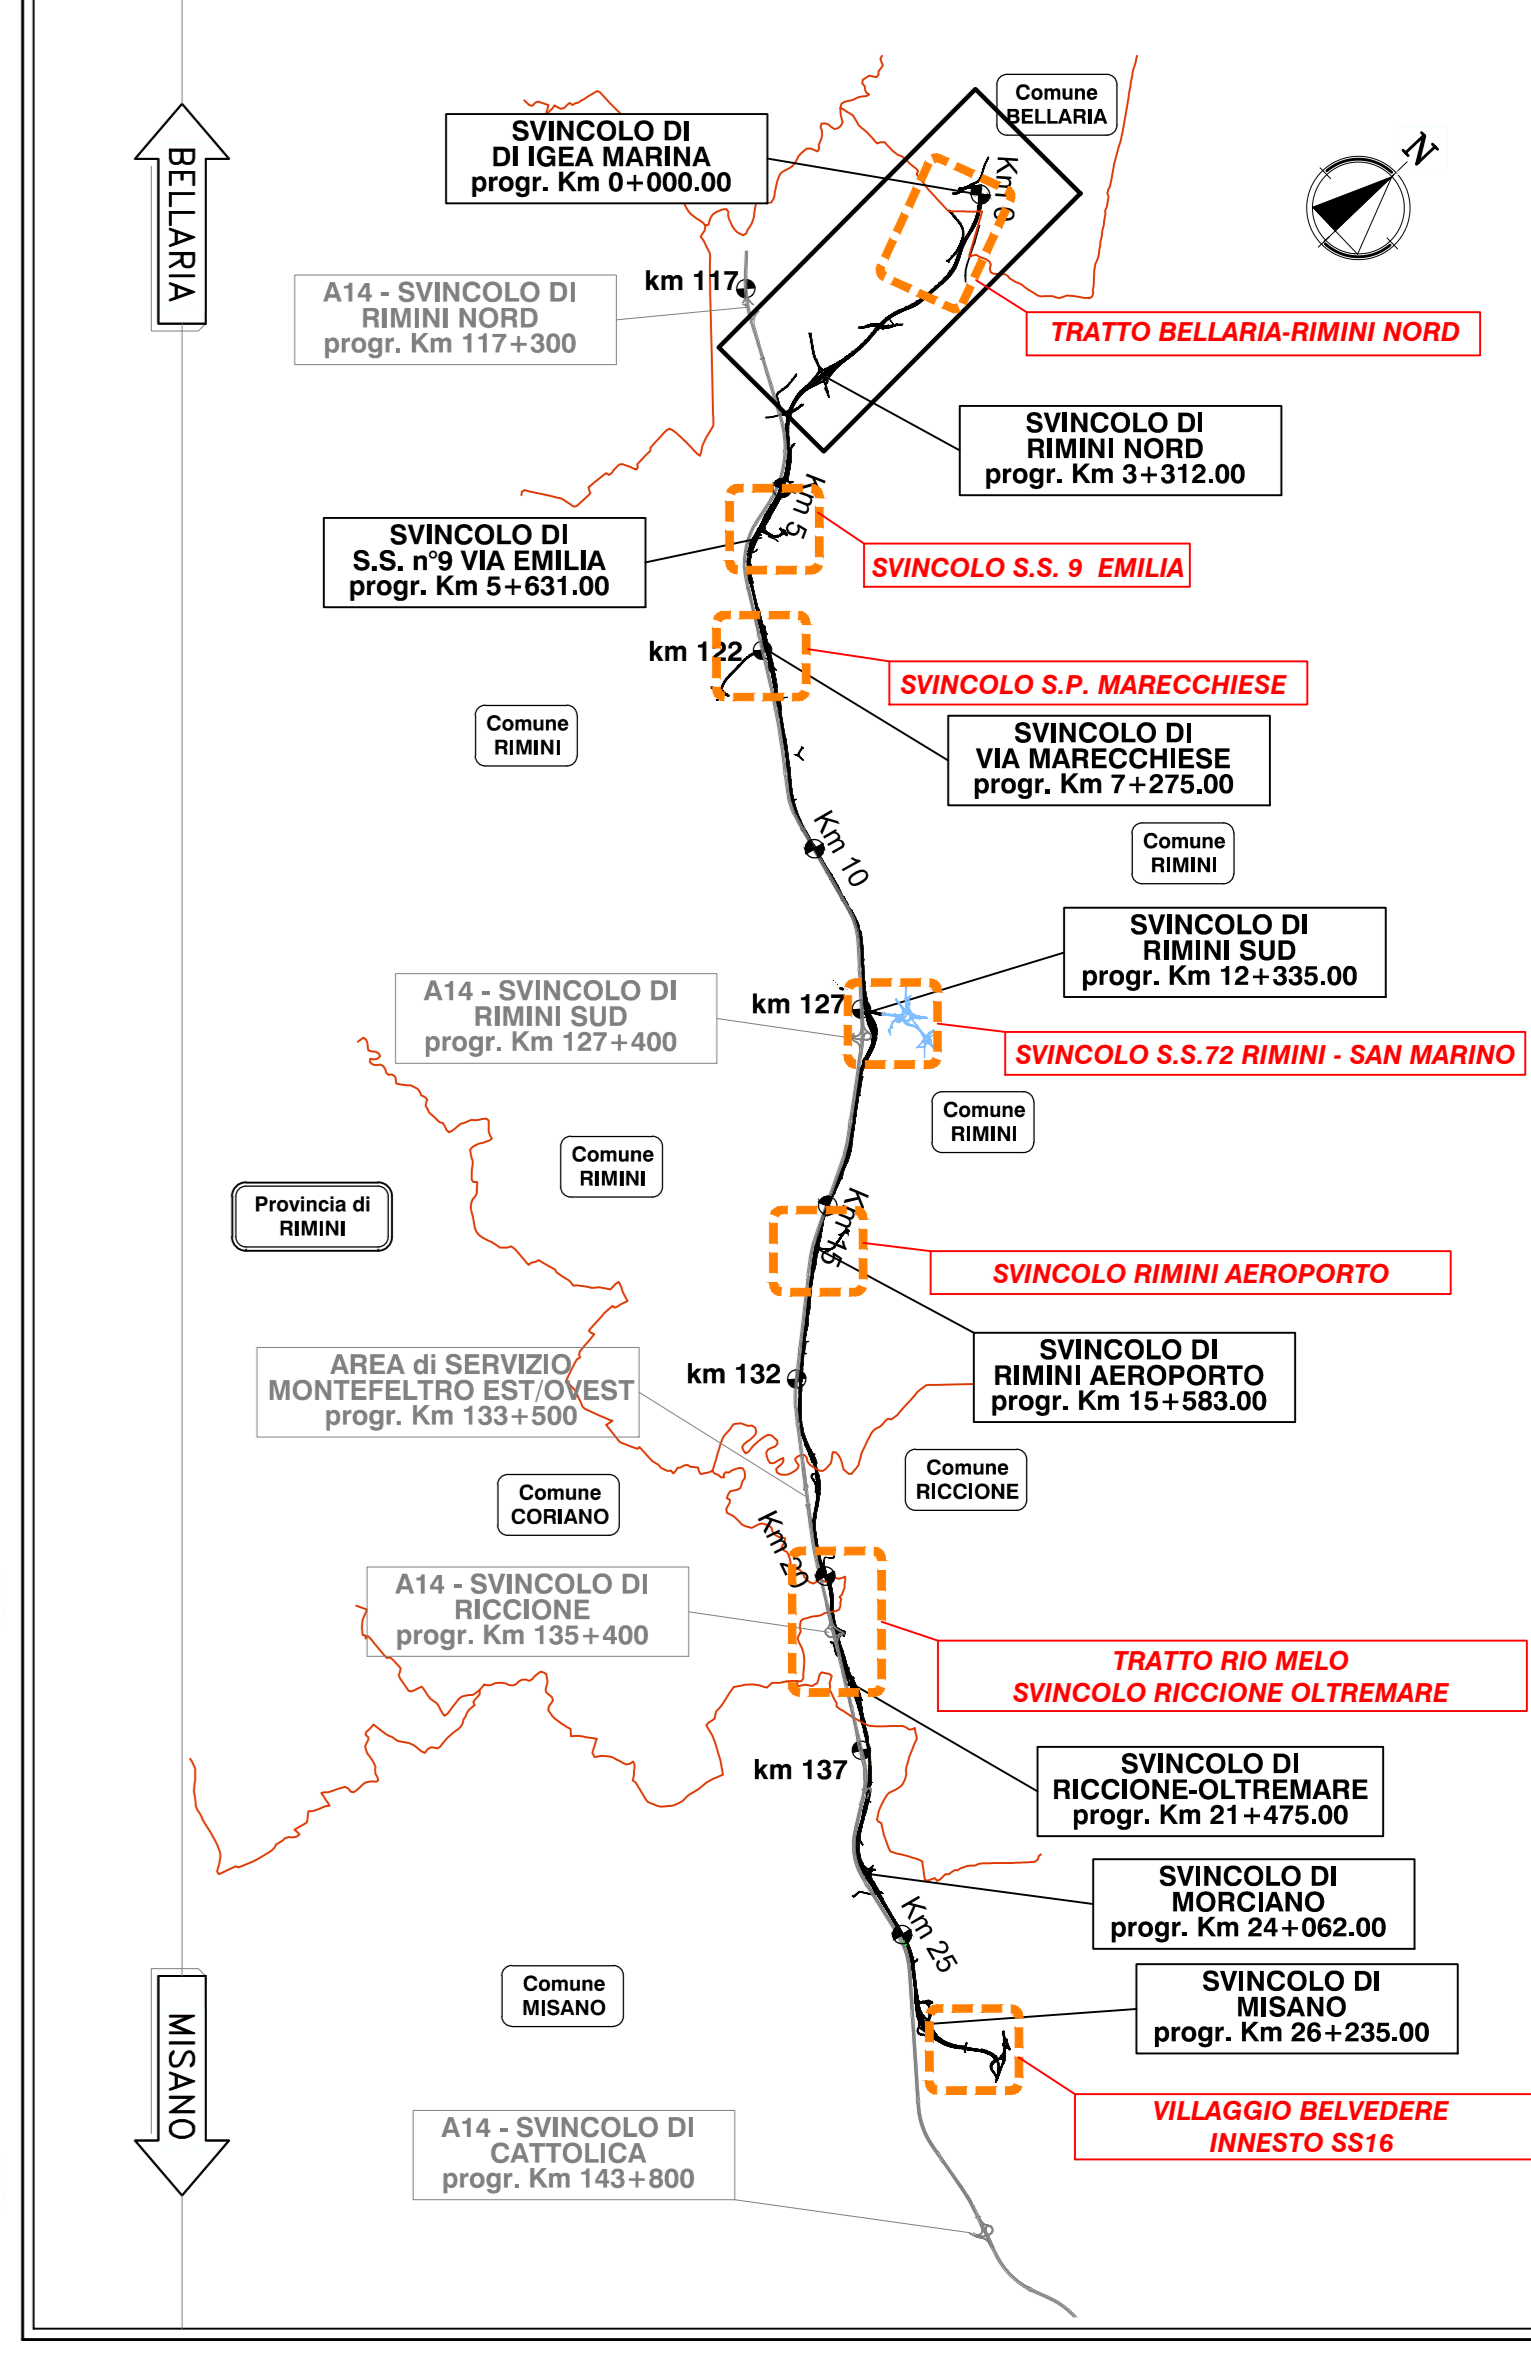 Comune
BELLARIA
SVINCOLO DI
DI IGEA MARINA
progr. Km 0+000.00
N
BELLARIA
Km 0
km 117
A14 - SVINCOLO DI
RIMINI NORD
progr. Km 117+300
TRATTO BELLARIA-RIMINI NORD
SVINCOLO DI
RIMINI NORD
progr. Km 3+312.00
Km 5
SVINCOLO DI
S.S. n°9 VIA EMILIA
progr. Km 5+631.00
SVINCOLO S.S. 9 EMILIA
km 122
SVINCOLO S.P. MARECCHIESE
Comune
RIMINI
SVINCOLO DI
VIA MARECCHIESE
progr. Km 7+275.00
Km 10
Comune
RIMINI
SVINCOLO DI
RIMINI SUD
progr. Km 12+335.00
A14 - SVINCOLO DI
RIMINI SUD
progr. Km 127+400
km 127
SVINCOLO S.S.72 RIMINI - SAN MARINO
Comune
RIMINI
Comune
RIMINI
Provincia di
RIMINI
Km 15
SVINCOLO RIMINI AEROPORTO
SVINCOLO DI
RIMINI AEROPORTO
progr. Km 15+583.00
AREA di SERVIZIO
MONTEFELTRO EST/OVEST
progr. Km 133+500
km 132
Comune
RICCIONE
Comune
CORIANO
Km 20
A14 - SVINCOLO DI
RICCIONE
progr. Km 135+400
TRATTO RIO MELO
SVINCOLO RICCIONE OLTREMARE
km 137
SVINCOLO DI
RICCIONE-OLTREMARE
progr. Km 21+475.00
SVINCOLO DI
MORCIANO
progr. Km 24+062.00
Km 25
Comune
MISANO
SVINCOLO DI
MISANO
progr. Km 26+235.00
MISANO
VILLAGGIO BELVEDERE
INNESTO SS16
A14 - SVINCOLO DI
CATTOLICA
progr. Km 143+800